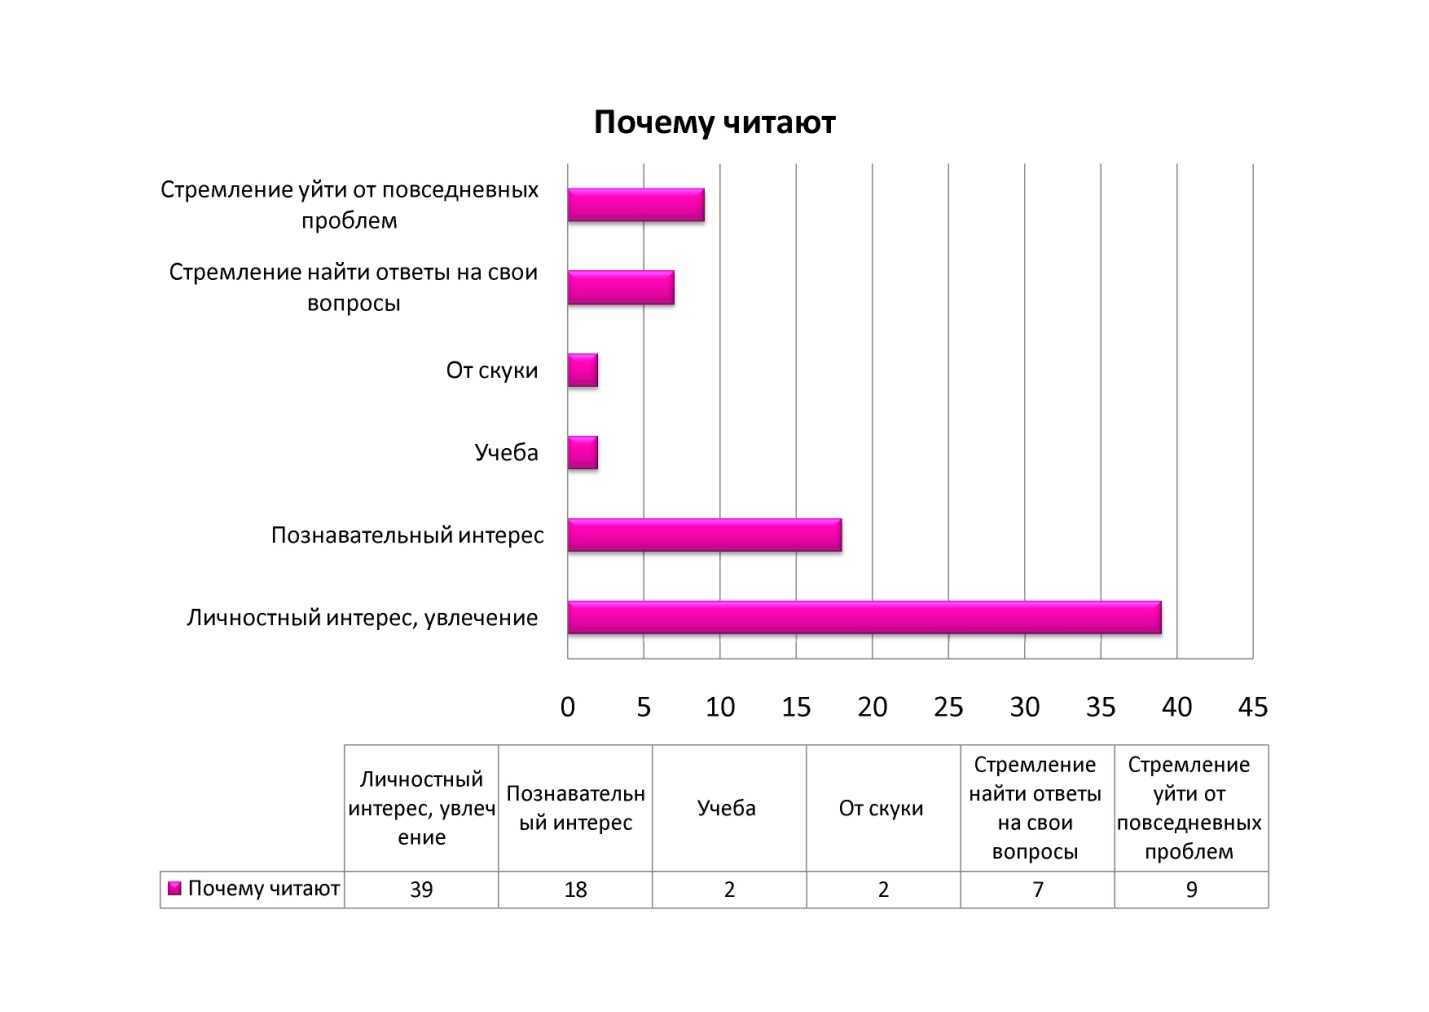 Почему читают
Стремление уйти от повседневных
проблем
Стремление найти ответы на свои
вопросы
От скуки
Учеба
Познавательный интерес
Личностный интерес, увлечение
0 5 10 15 20 25 30 35 40 45
Личностный
интерес, увлеч
ение
Познавательн
ый интерес
Учеба
От скуки
Стремление
найти ответы
на свои
вопросы
Стремление
уйти от
повседневных
проблем
Почему читают 39 18 2 2 7 9